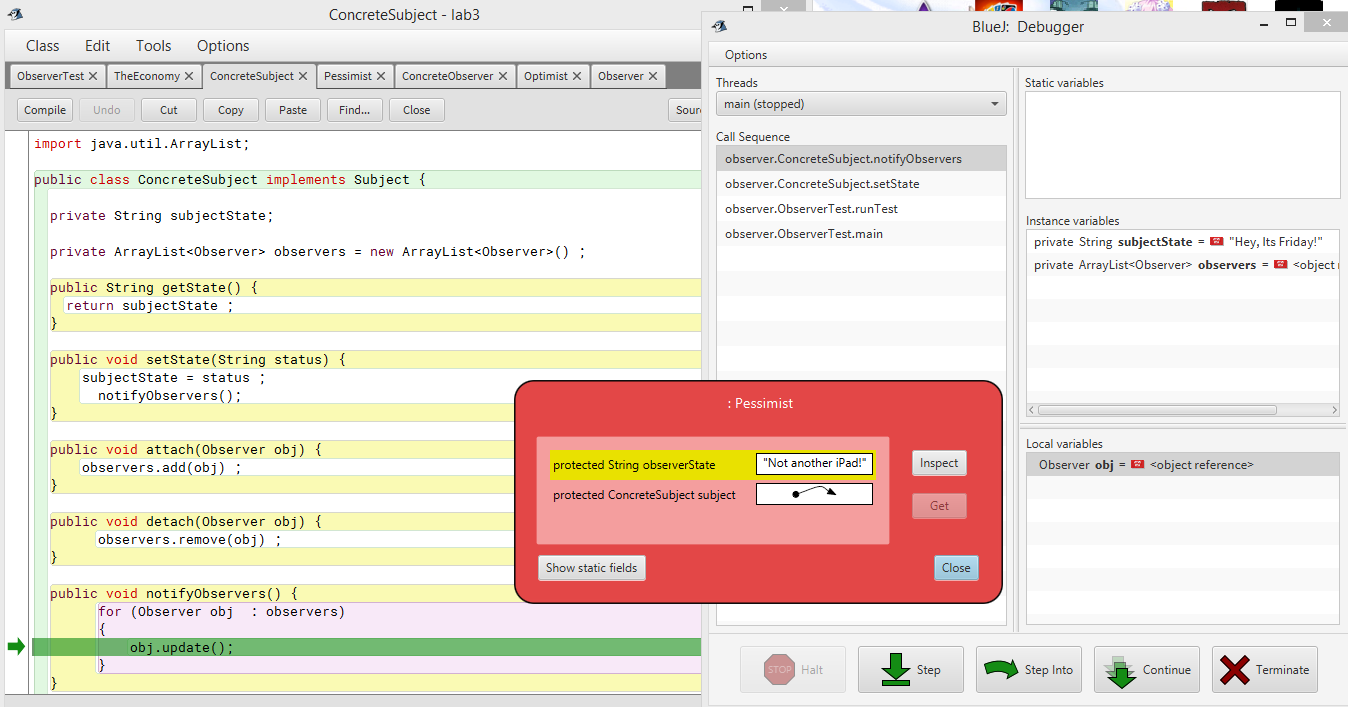 ConcreteSubject - lab3
Class Edit Tools Options
ObserverTest TheEconomy ConcreteSubject Pessimist ConcreteObserver Optimist Observer
Compile Undo Cut Copy Paste Find... Close
import java.util.ArrayList;
public class ConcreteSubject implements Subject {
private String subjectState;
private ArrayList<Observer> observers = new ArrayList<Observer>() ;
public String getState() {
return subjectState ;
}
public void setState(String status) {
subjectState = status ;
notifyObservers();
}
public void attach(Observer obj) {
observers.add(obj) ;
}
public void detach(Observer obj) {
observers.remove(obj) ;
}
public void notifyObservers() {
for (Observer obj  : observers)
{
obj.update();
}
}
BlueJ: Debugger
Options
Threads
main (stopped)
Call Sequence
observer.ConcreteSubject.notifyObservers
observer.ConcreteSubject.setState
observer.ObserverTest.runTest
observer.ObserverTest.main
Static variables
Instance variables
private String subjectState = "Hey, Its Friday!"
private ArrayList<Observer> observers = <object
Local variables
Observer obj = <object reference>
: Pessimist
protected String observerState "Not another iPad!"
protected ConcreteSubject subject
Inspect
Get
Show static fields
Close
STOP Halt
Step
Step Into
Continue
Terminate